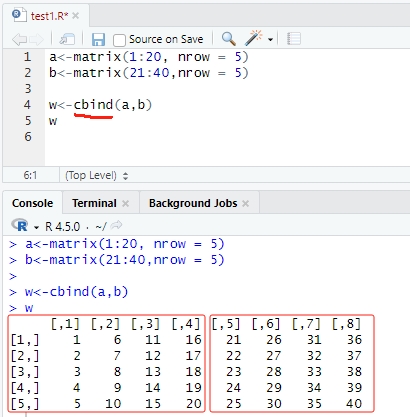 test1.R*
Source on Save
1 a<-matrix(1:20, nrow = 5)
2 b<-matrix(21:40,nrow = 5)
3
4 w<-cbind(a,b)
5 w
6
6:1 (Top Level)
Console Terminal Background Jobs
R 4.5.0 · ~/
> a<-matrix(1:20, nrow = 5)
> b<-matrix(21:40,nrow = 5)
>
> w<-cbind(a,b)
> w
[,1] [,2] [,3] [,4] [,5] [,6] [,7] [,8]
[1,] 1 6 11 16 21 26 31 36
[2,] 2 7 12 17 22 27 32 37
[3,] 3 8 13 18 23 28 33 38
[4,] 4 9 14 19 24 29 34 39
[5,] 5 10 15 20 25 30 35 40